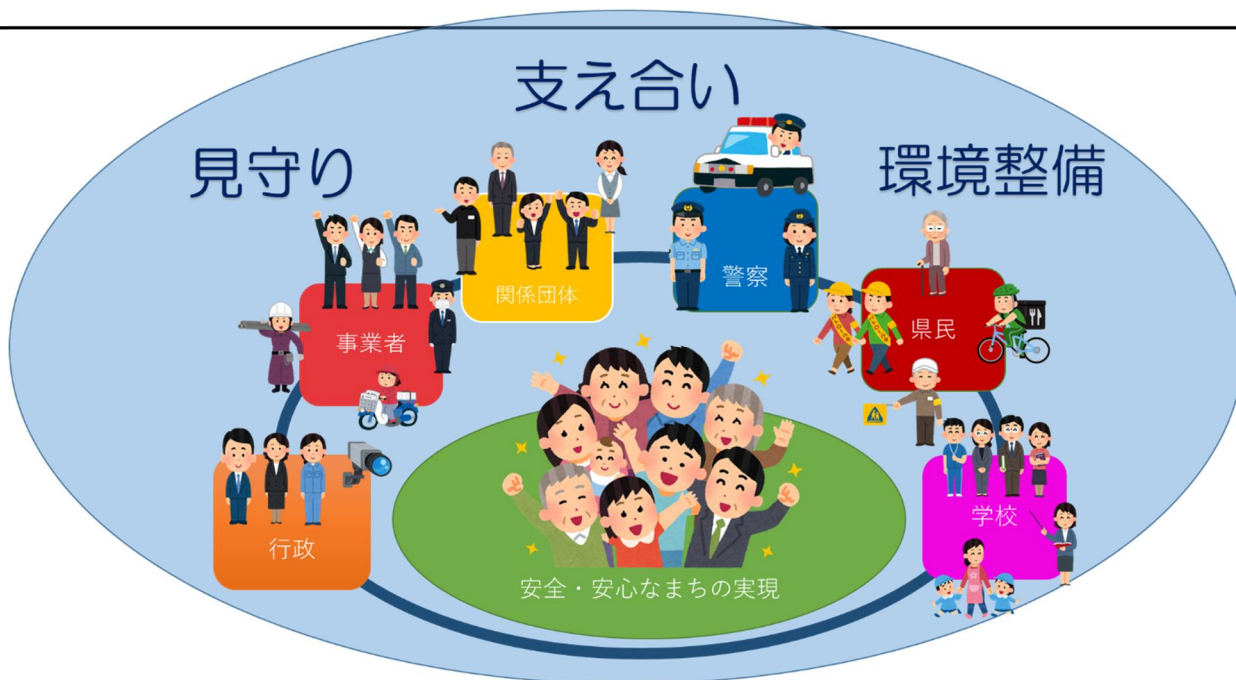 支え合い
見守り
環境整備
関係団体
警察
事業者
県民
行政
学校
安全・安心なまちの実現